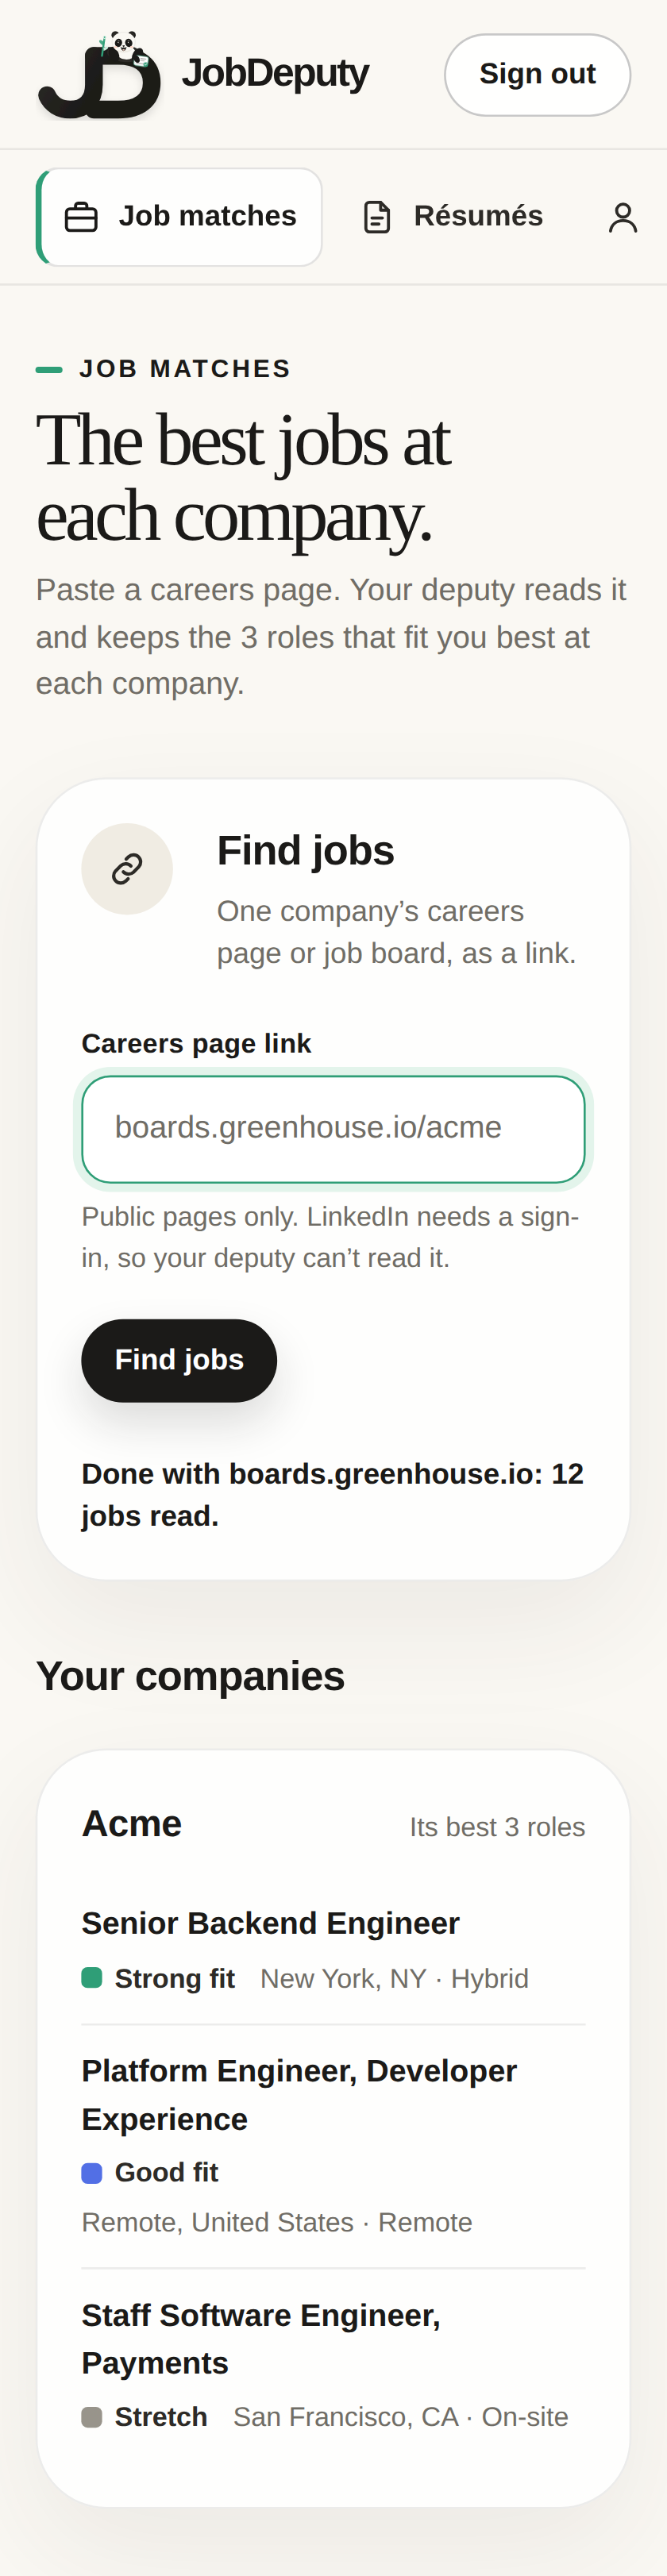 JobDeputy
Sign out
Job matches
Résumés
JOB MATCHES
The best jobs at
each company.
Paste a careers page. Your deputy reads it
and keeps the 3 roles that fit you best at
each company.
Find jobs
One company’s careers
page or job board, as a link.
Careers page link
boards.greenhouse.io/acme
Public pages only. LinkedIn needs a sign-
in, so your deputy can’t read it.
Find jobs
Done with boards.greenhouse.io: 12
jobs read.
Your companies
Acme
Its best 3 roles
Senior Backend Engineer
Strong fit New York, NY · Hybrid
Platform Engineer, Developer
Experience
Good fit
Remote, United States · Remote
Staff Software Engineer,
Payments
Stretch San Francisco, CA · On-site